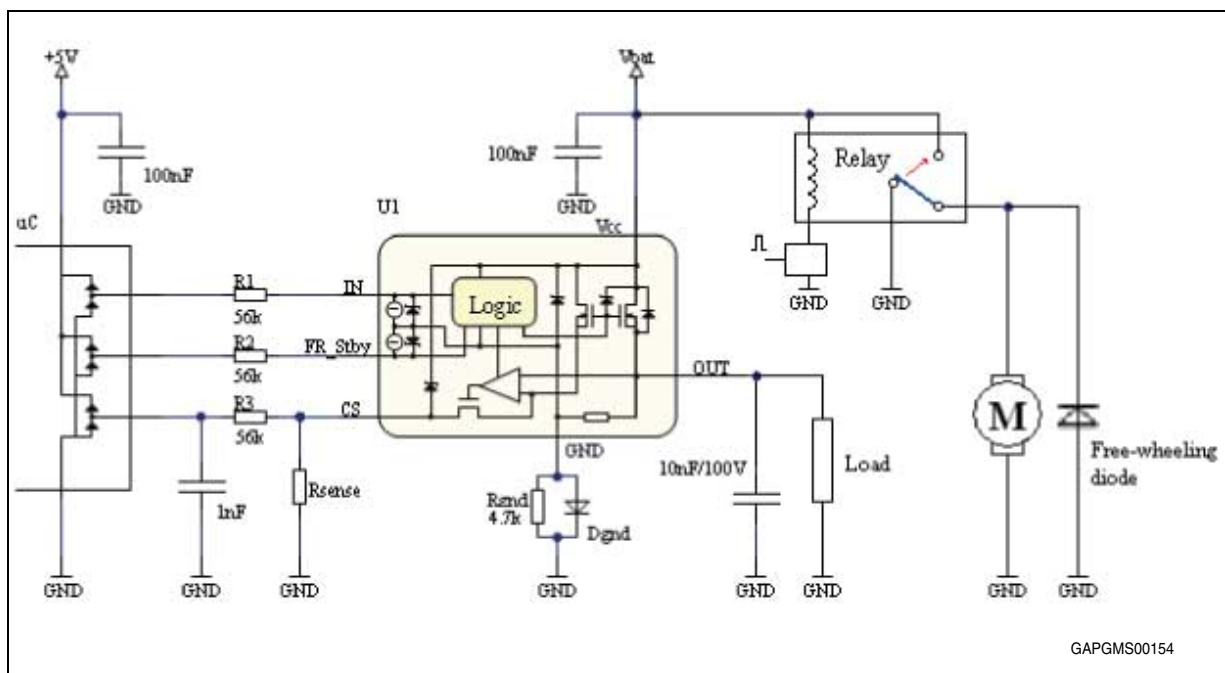 +5V
Vbat
100nF
GND
100nF
GND
Relay
uC
U1
Vcc
GND
GND
R1
56k
IN
Logic
R2
56k
FR_Stby
R3
56k
CS
OUT
GND
1nF
Rsense
Rgnd
4.7k
Dgnd
10nF/100V
Load
M
Free-wheeling
diode
GND
GND
GND
GND
GND
GND
GND
GND
GAPGMS00154